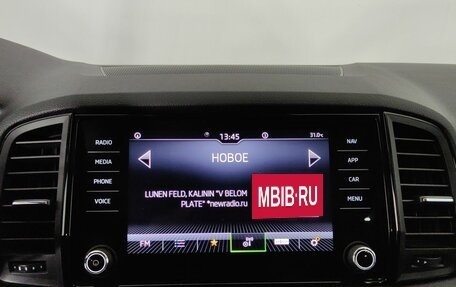 13:45
31.0c
RADIO
MEDIA
PHONE
VOICE
НОВОЕ
LUNEN FELD, KALININ "V BELOM
PLATE" *newradio.ru
MBIB·RU
FM
NAV
APP
CAR
MENU